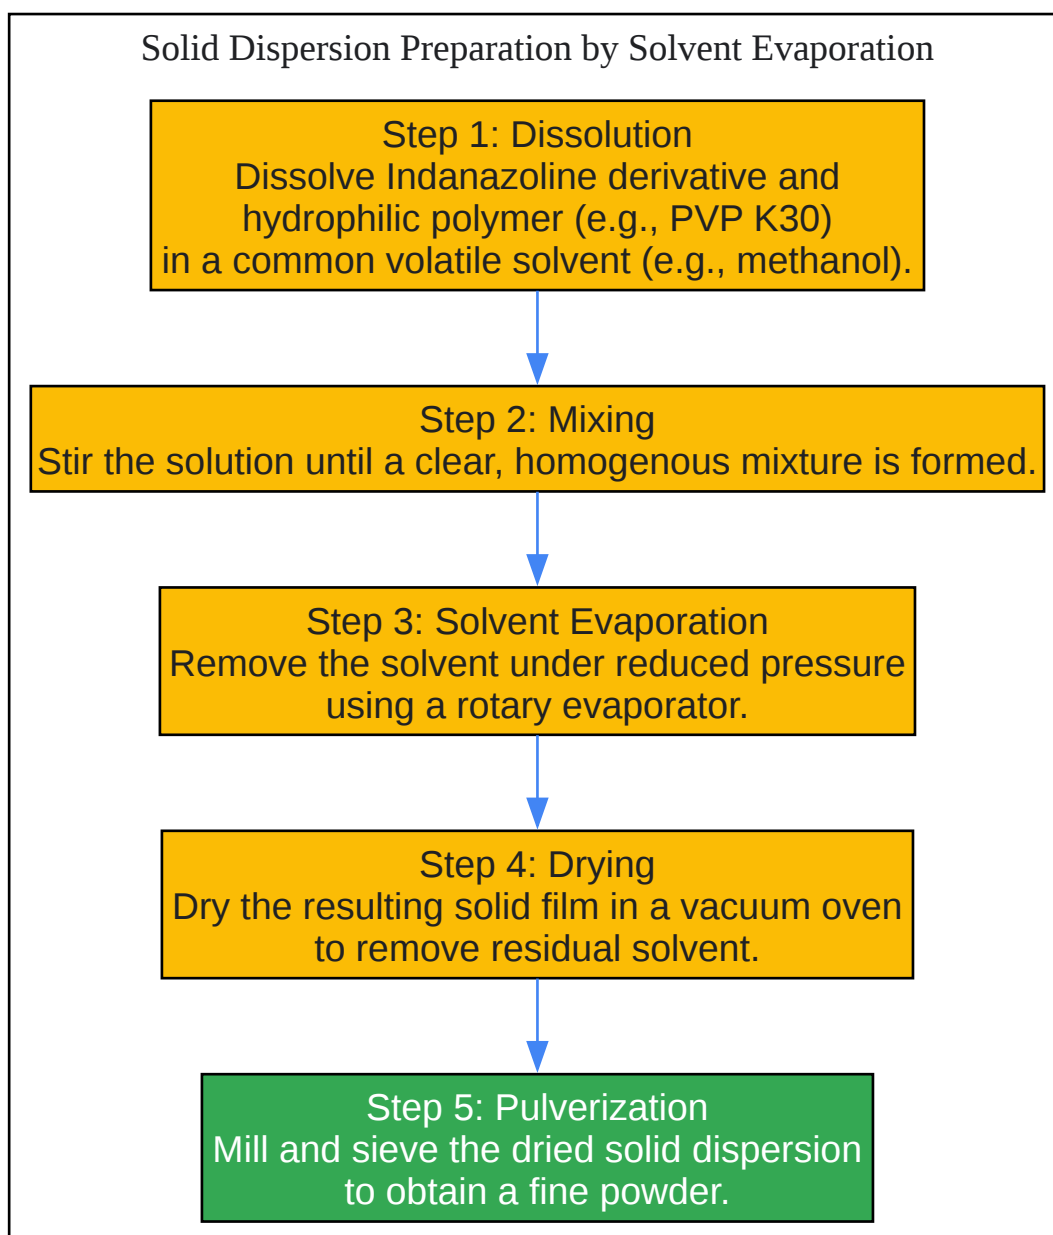 Solid Dispersion Preparation by Solvent Evaporation
Step 1: Dissolution
Dissolve Indanazoline derivative and
hydrophilic polymer (e.g., PVP K30)
in a common volatile solvent (e.g., methanol).
Step 2: Mixing
Stir the solution until a clear, homogenous mixture is formed.
Step 3: Solvent Evaporation
Remove the solvent under reduced pressure
using a rotary evaporator.
Step 4: Drying
Dry the resulting solid film in a vacuum oven
to remove residual solvent.
Step 5: Pulverization
Mill and sieve the dried solid dispersion
to obtain a fine powder.